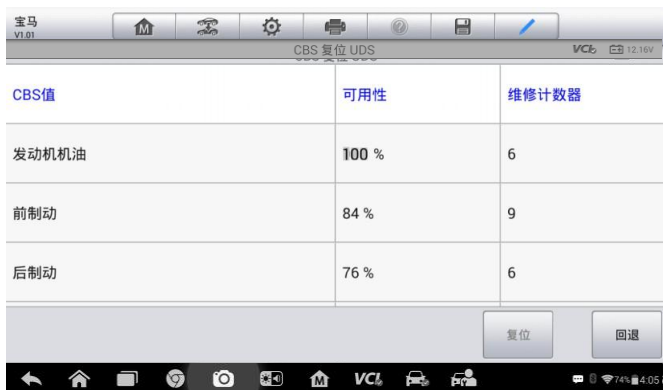 宝马
V1.01
CBS 复位 UDS
VCI 12.16V
CBS值 可用性 维修计数器
发动机机油 100 % 6
前制动 84 % 9
后制动 76 % 6
复位 回退
VCI 74% 4:05